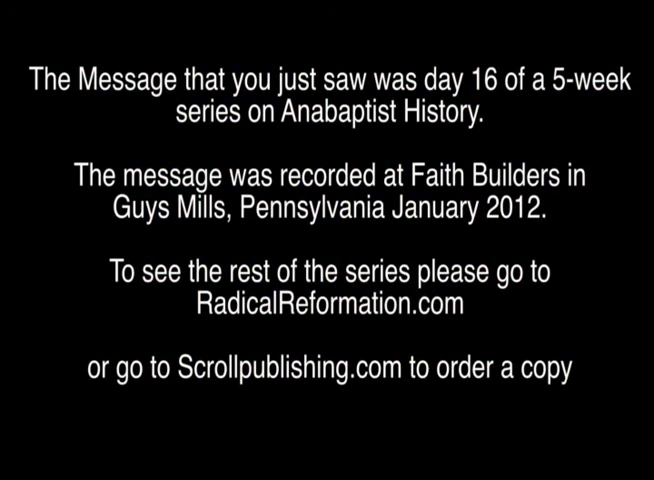 The Message that you just saw was day 16 of a 5-week
series on Anabaptist History.
The message was recorded at Faith Builders in
Guys Mills, Pennsylvania January 2012.
To see the rest of the series please go to
RadicalReformation.com
or go to Scrollpublishing.com to order a copy